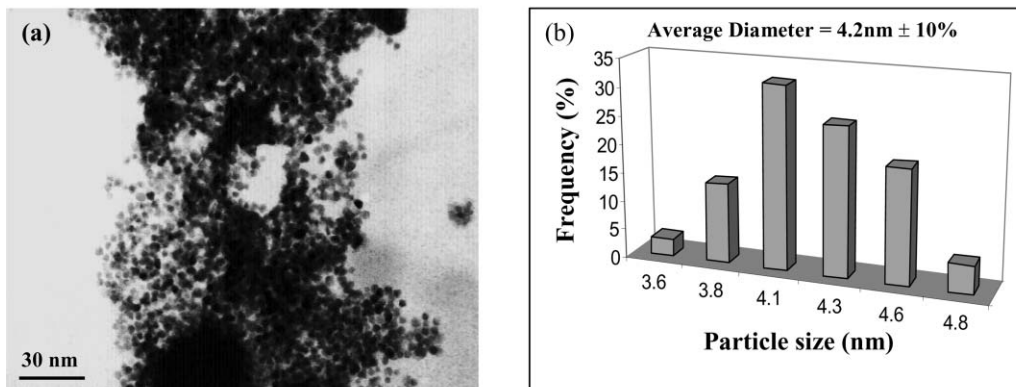 (a)
30 nm
(b)
Average Diameter = 4.2nm ± 10%
Frequency (%)
35
30
25
20
15
10
5
0
3.6 3.8 4.1 4.3 4.6 4.8
Particle size (nm)